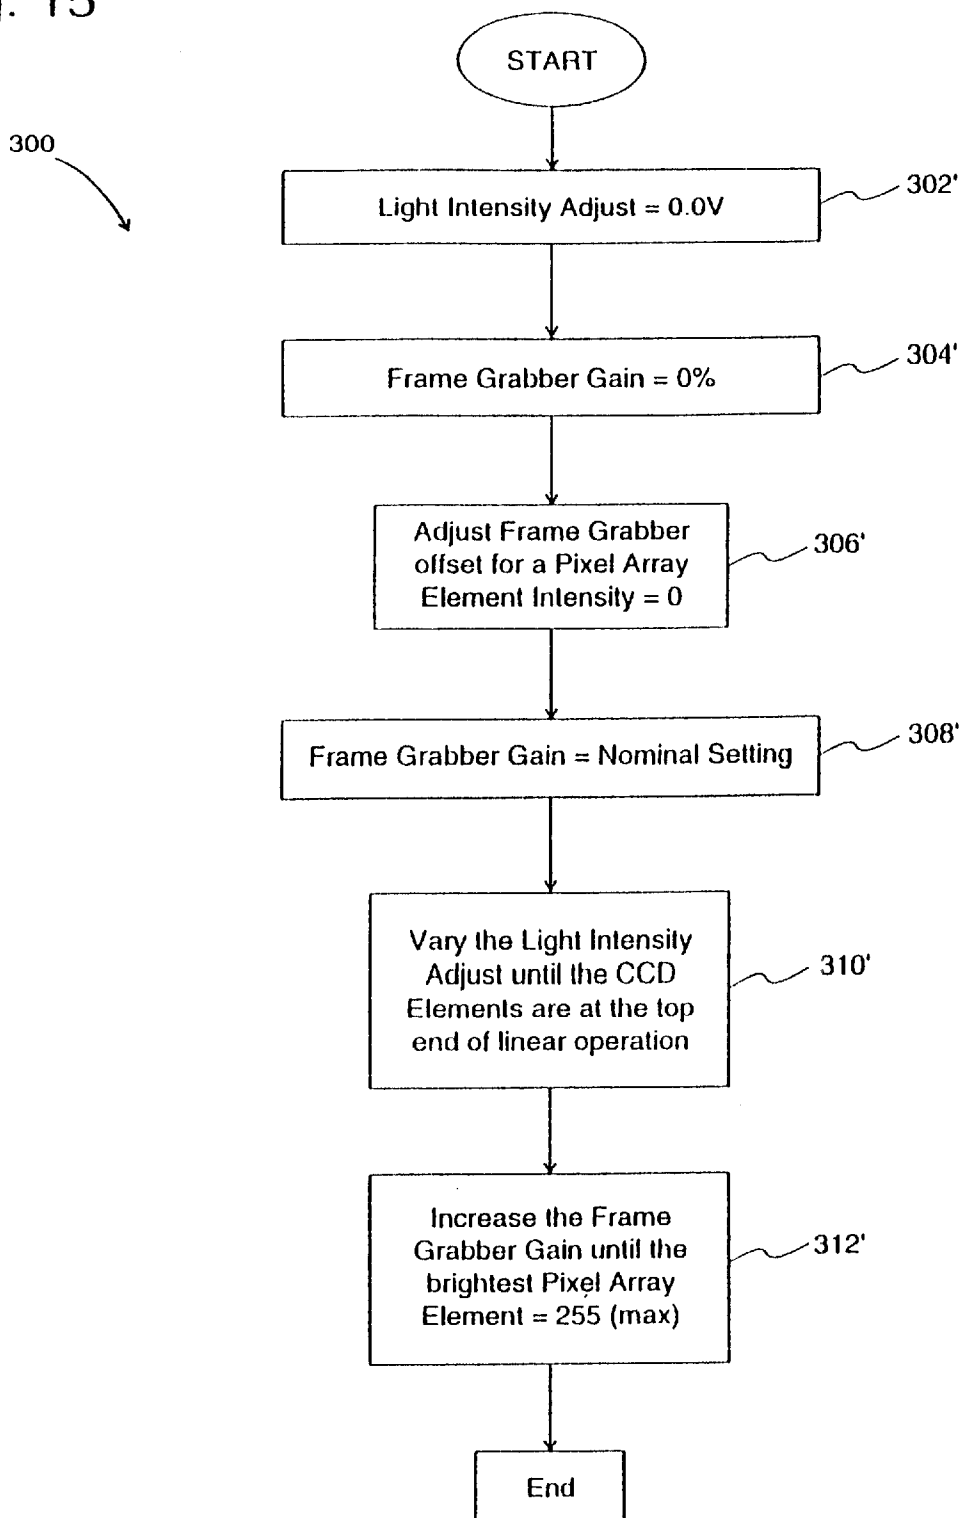 . 15
START
300
302'
Light Intensity Adjust = 0.0V
304'
Frame Grabber Gain = 0%
Adjust Frame Grabber
offset for a Pixel Array
Element Intensity = 0
306'
308'
Frame Grabber Gain = Nominal Setting
Vary the Light Intensity
Adjust until the CCD
Elements are at the top
end of linear operation
310'
Increase the Frame
Grabber Gain until the
brightest Pixel Array
Element = 255 (max)
312'
End